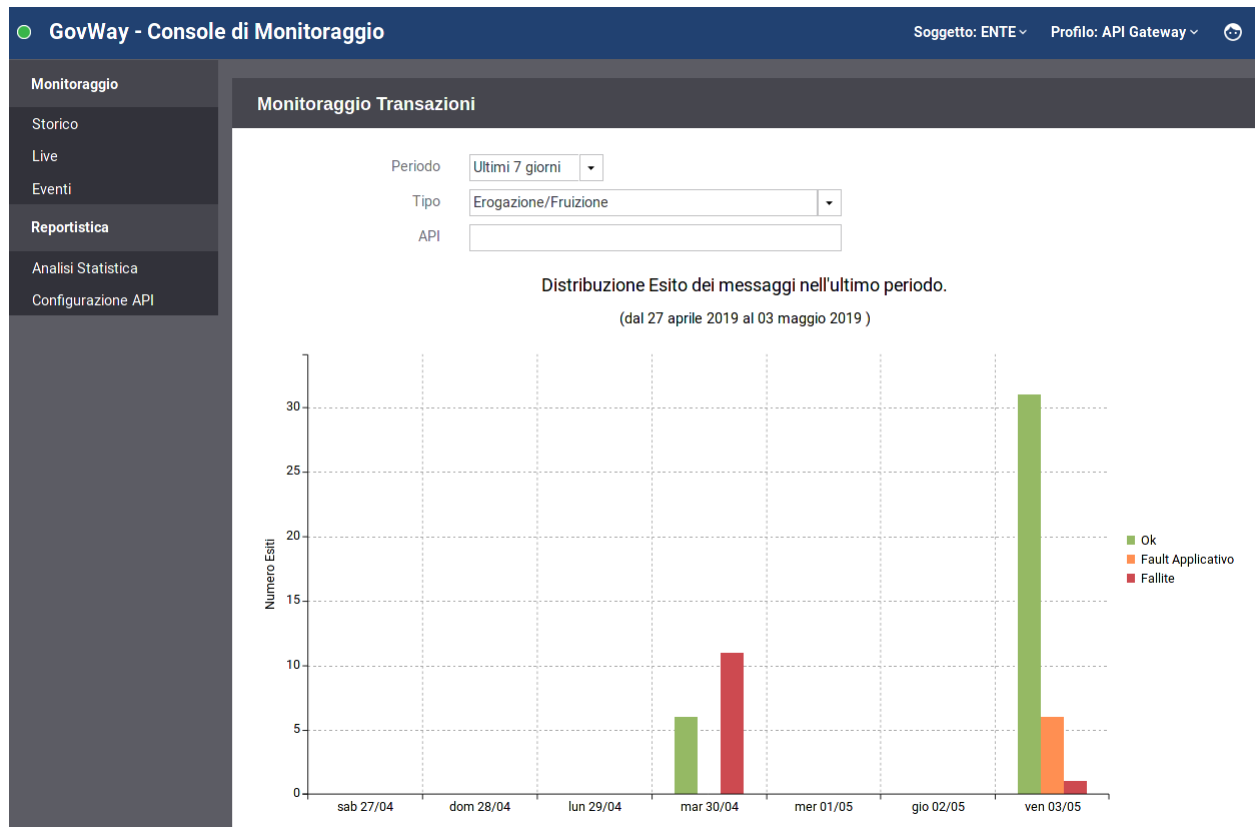 GovWay - Console di Monitoraggio
Soggetto: ENTE
Profilo: API Gateway
Monitoraggio
Storico
Live
Eventi
Reportistica
Analisi Statistica
Configurazione API
Monitoraggio Transazioni
Periodo
Ultimi 7 giorni
Tipo
Erogazione/Fruizione
API
Distribuzione Esito dei messaggi nell'ultimo periodo.
(dal 27 aprile 2019 al 03 maggio 2019 )
Numero Esiti
30
25
20
15
10
5
0
sab 27/04
dom 28/04
lun 29/04
mar 30/04
mer 01/05
gio 02/05
ven 03/05
Ok
Fault Applicativo
Fallite